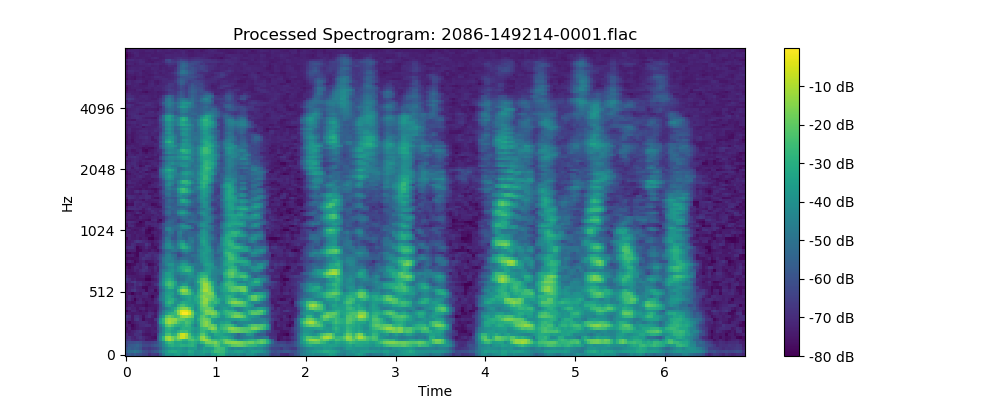 Processed Spectrogram: 2086-149214-0001.flac
Hz
4096
2048
1024
512
0
0 1 2 3 4 5 6
Time
-10 dB
-20 dB
-30 dB
-40 dB
-50 dB
-60 dB
-70 dB
-80 dB